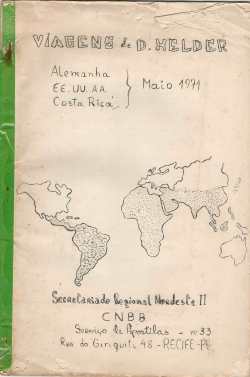 VIAGENS de D. HELDER
Alemanha
EE.UU.AA.
Costa Rica
Maio 1971
Secretariado Regional Nordeste II
CNBB
Serviço de Apostilas - nº 33
Rua do Giriquiti 48 - RECIFE-PE